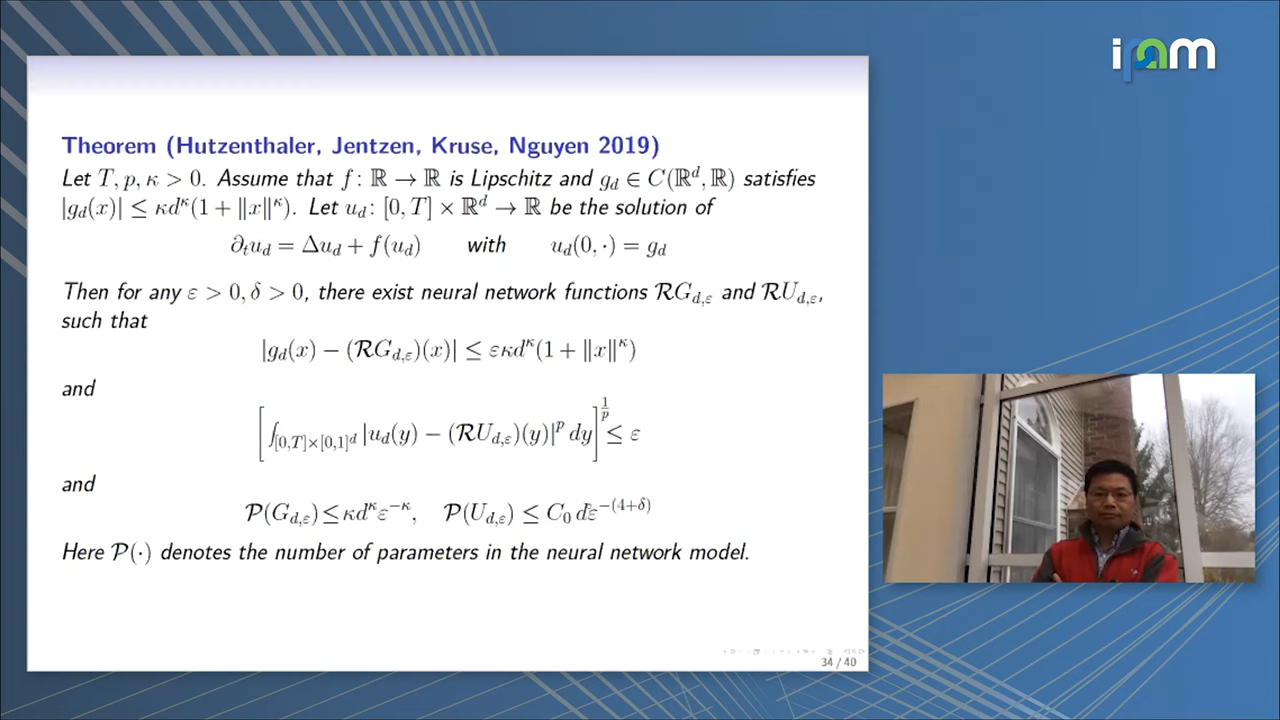 ipam
Theorem (Hutzenthaler, Jentzen, Kruse, Nguyen 2019)
Let T, p, κ > 0. Assume that f : ℝ → ℝ is Lipschitz and g_d ∈ C(ℝ^d, ℝ) satisfies
|g_d(x)| ≤ κd^κ(1 + ‖x‖^κ). Let u_d : [0, T] × ℝ^d → ℝ be the solution of
∂_t u_d = Δu_d + f(u_d) with u_d(0, ·) = g_d
Then for any ε > 0, δ > 0, there exist neural network functions ℛG_{d,ε} and ℛU_{d,ε},
such that
|g_d(x) − (ℛG_{d,ε})(x)| ≤ εκd^κ(1 + ‖x‖^κ)
and
[∫_{[0,T]×[0,1]^d} |u_d(y) − (ℛU_{d,ε})(y)|^p dy]^{1/p} ≤ ε
and
𝒫(G_{d,ε}) ≤ κd^κ ε^{−κ}, 𝒫(U_{d,ε}) ≤ C_0 d ε^{−(4+δ)}
Here 𝒫(·) denotes the number of parameters in the neural network model.
34 / 40